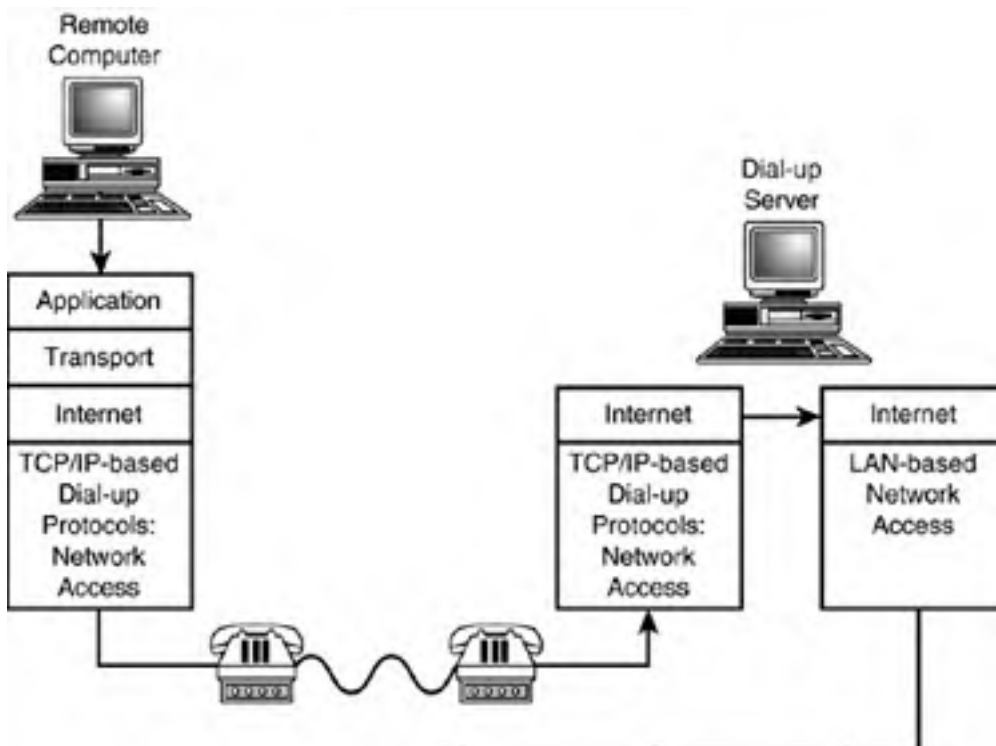 Remote
Computer
Dial-up
Server
Application
Transport
Internet
TCP/IP-based
Dial-up
Protocols:
Network
Access
Internet
TCP/IP-based
Dial-up
Protocols:
Network
Access
Internet
LAN-based
Network
Access